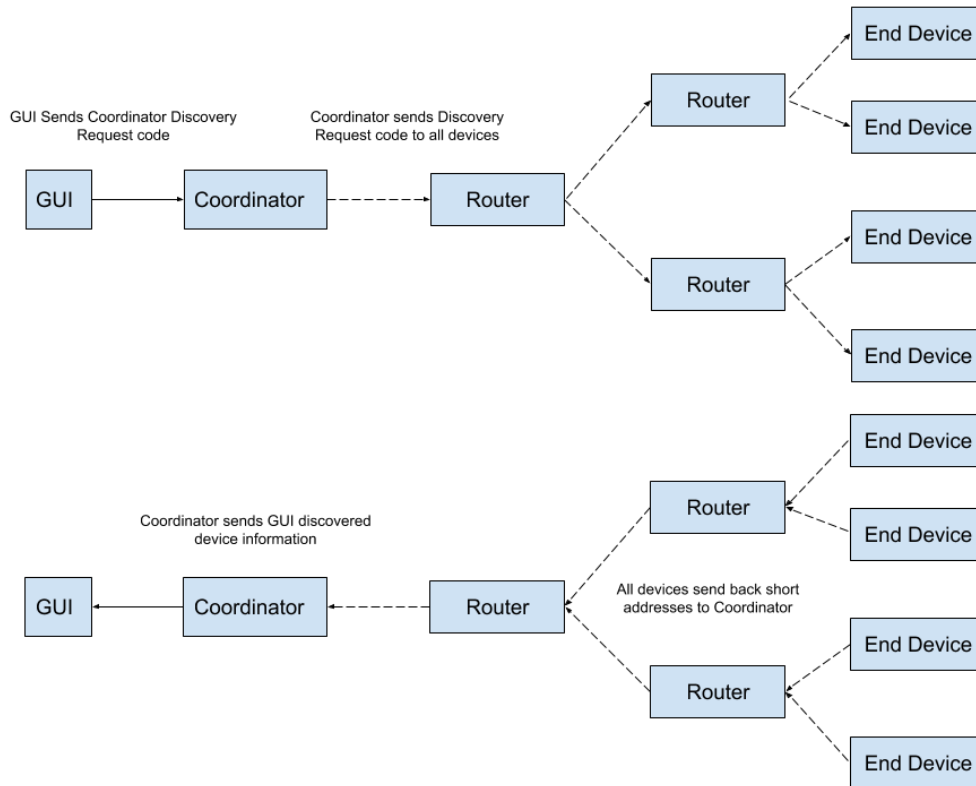 End Device
Router
GUI Sends Coordinator Discovery
Request code
Coordinator sends Discovery
Request code to all devices
End Device
GUI
Coordinator
Router
End Device
Router
End Device
End Device
Router
Coordinator sends GUI discovered
device information
End Device
GUI
Coordinator
Router
All devices send back short
addresses to Coordinator
End Device
Router
End Device